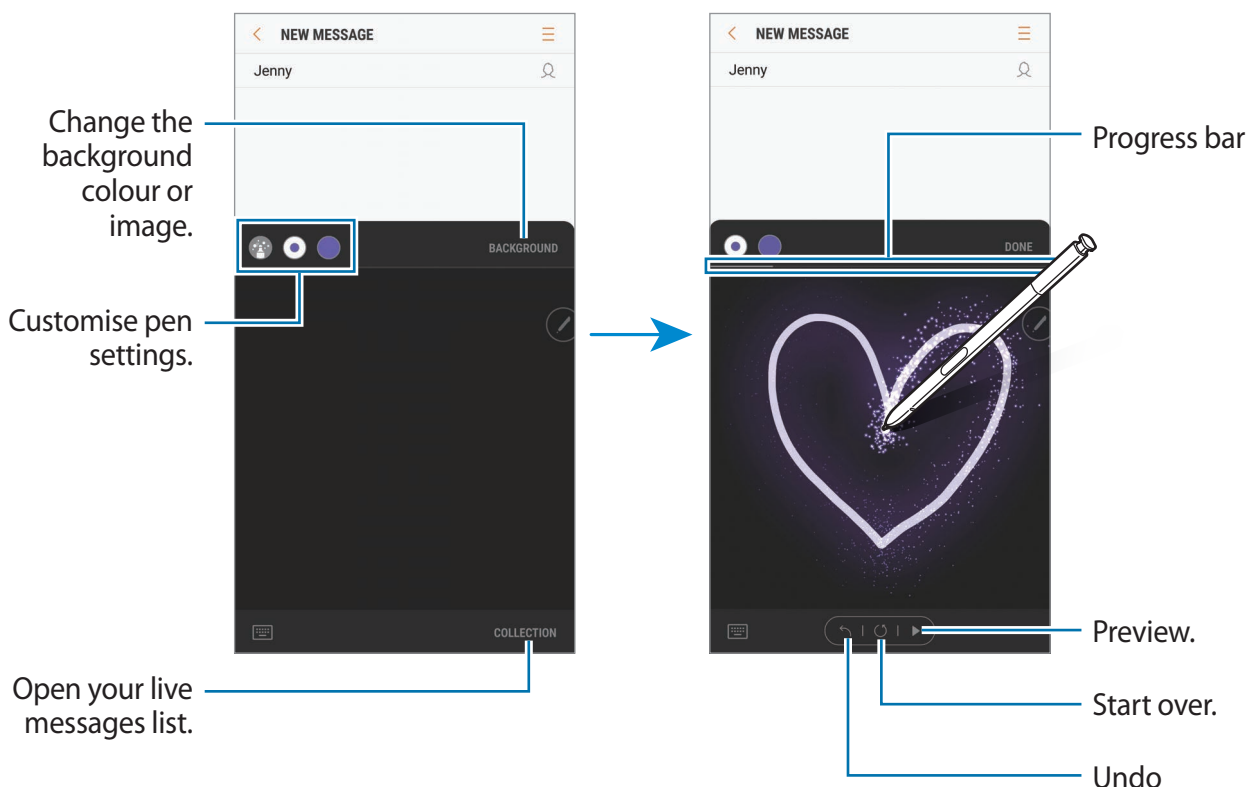 NEW MESSAGE
Jenny
Change the
background
colour or
image.
BACKGROUND
Customise pen
settings.
COLLECTION
Open your live
messages list.
NEW MESSAGE
Jenny
Progress bar
DONE
Preview.
Start over.
Undo